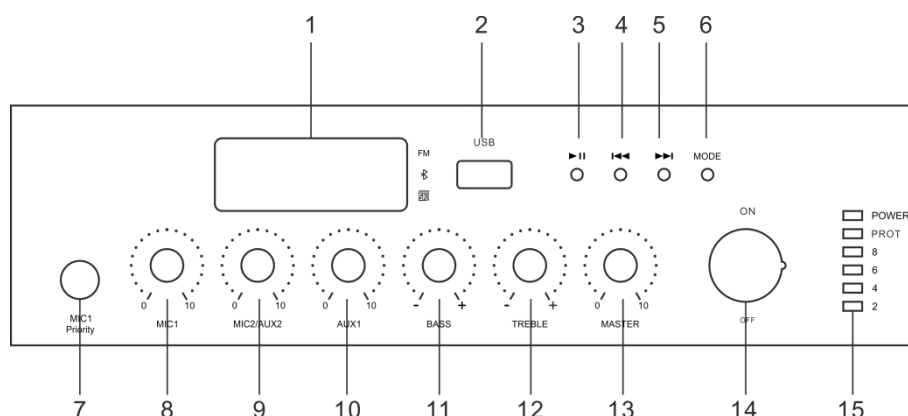 1 2 3 4 5 6
USB
FM
MODE
ON
POWER
PROT
8
6
4
2
OFF
0 10
0 10
0 10
- +
- +
0 10
MIC1
Priority
MIC1
MIC2/AUX2
AUX1
BASS
TREBLE
MASTER
7 8 9 10 11 12 13 14 15